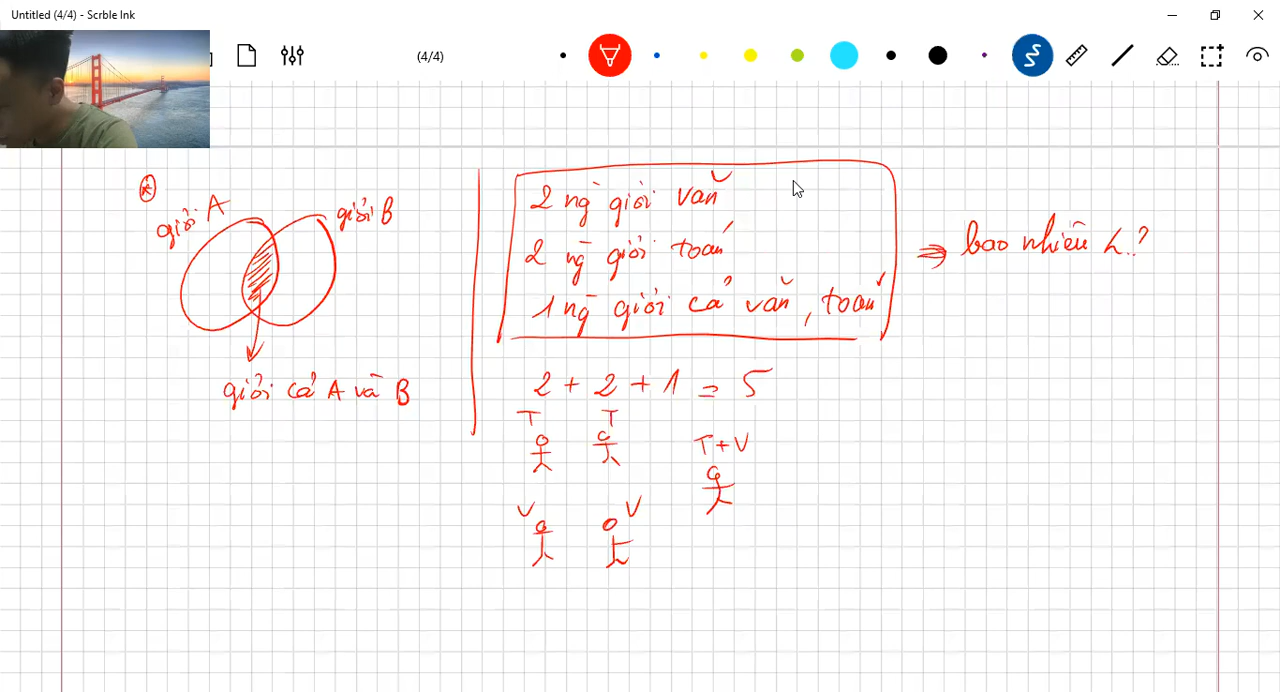 Untitled (4/4) - Scrble Ink
(4/4)
giỏi A
giỏi B
giỏi cả A và B
2 ng giỏi văn
2 ng giỏi toán
1 ng giỏi cả văn, toán
=> bao nhiêu h.?
2 + 2 + 1 = 5
T T
T+V
V V